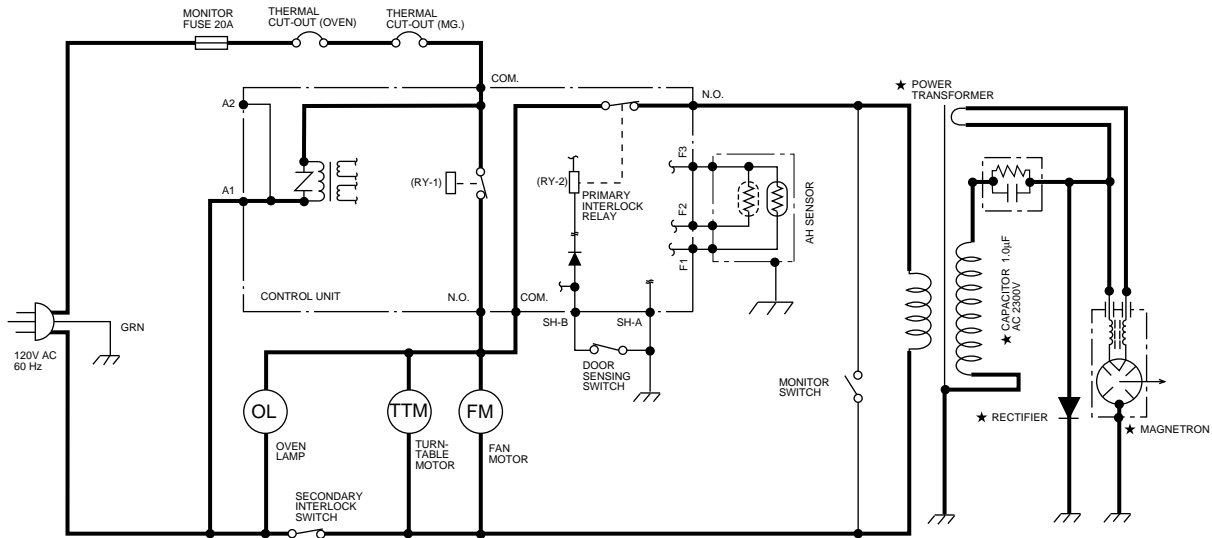 MONITOR
FUSE 20A
THERMAL
CUT-OUT (OVEN)
THERMAL
CUT-OUT (MG.)
COM.
A2
N.O.
★ POWER
TRANSFORMER
F3
(RY-1)
(RY-2)
PRIMARY
INTERLOCK
RELAY
A1
F2
AH SENSOR
F1
★ CAPACITOR 1.0µF
AC 2300V
CONTROL UNIT
N.O.
COM.
SH-B
SH-A
GRN
120V AC
60 Hz
DOOR
SENSING
SWITCH
MONITOR
SWITCH
OL
TTM
FM
★ RECTIFIER
★ MAGNETRON
OVEN
LAMP
TURN-
TABLE
MOTOR
FAN
MOTOR
SECONDARY
INTERLOCK
SWITCH